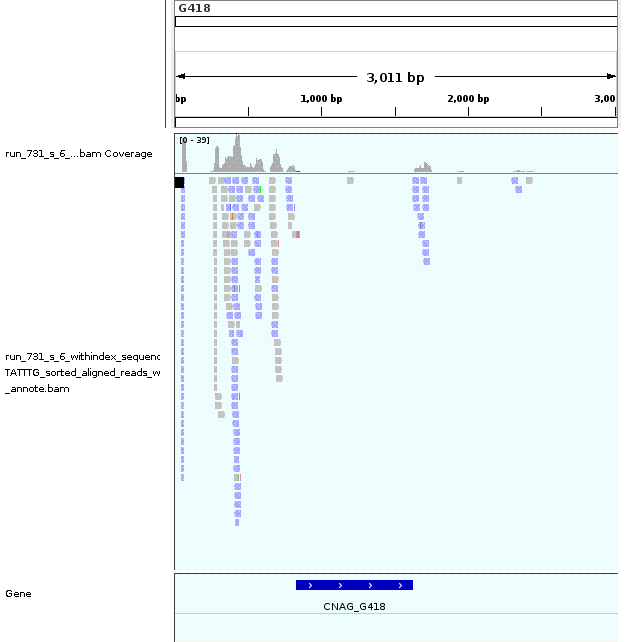 G418
3,011 bp
bp 1,000 bp 2,000 bp 3,00
[0 - 39]
run_731_s_6_...bam Coverage
run_731_s_6_withindex_sequenc
TATTTG_sorted_aligned_reads_w
_annote.bam
Gene
CNAG_G418